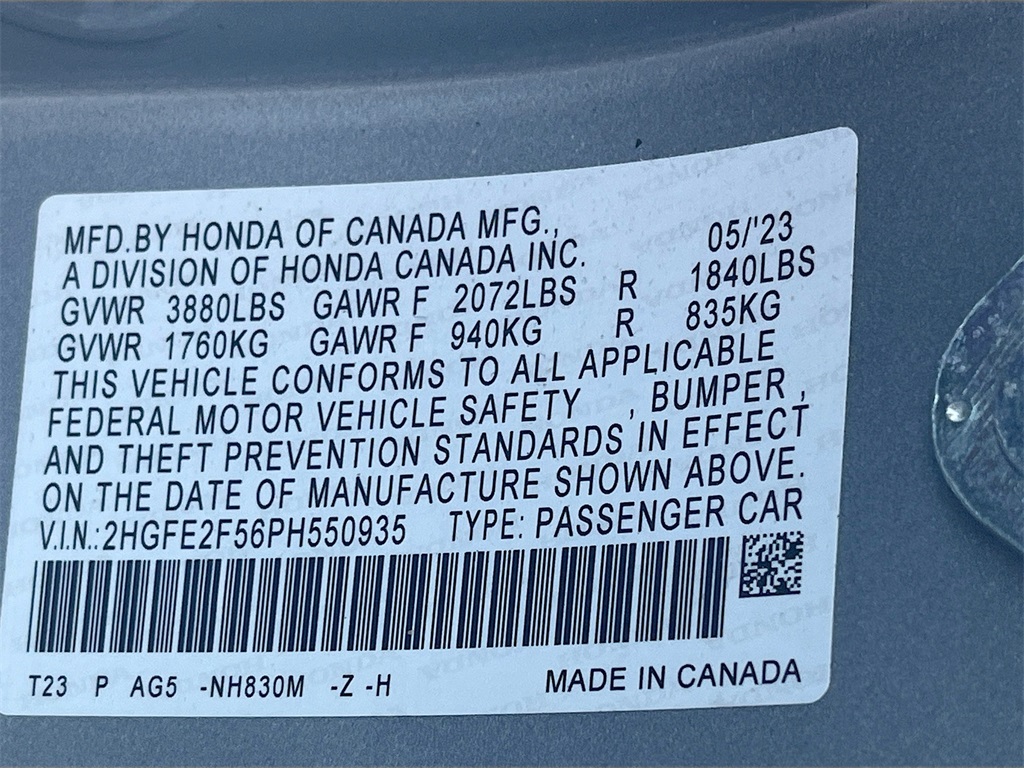 MFD.BY HONDA OF CANADA MFG.,
A DIVISION OF HONDA CANADA INC. 05/'23
GVWR 3880LBS GAWR F 2072LBS R 1840LBS
GVWR 1760KG GAWR F 940KG R 835KG
THIS VEHICLE CONFORMS TO ALL APPLICABLE
FEDERAL MOTOR VEHICLE SAFETY , BUMPER ,
AND THEFT PREVENTION STANDARDS IN EFFECT
ON THE DATE OF MANUFACTURE SHOWN ABOVE.
V.I.N.:2HGFE2F56PH550935 TYPE: PASSENGER CAR
T23 P AG5 -NH830M -Z -H MADE IN CANADA